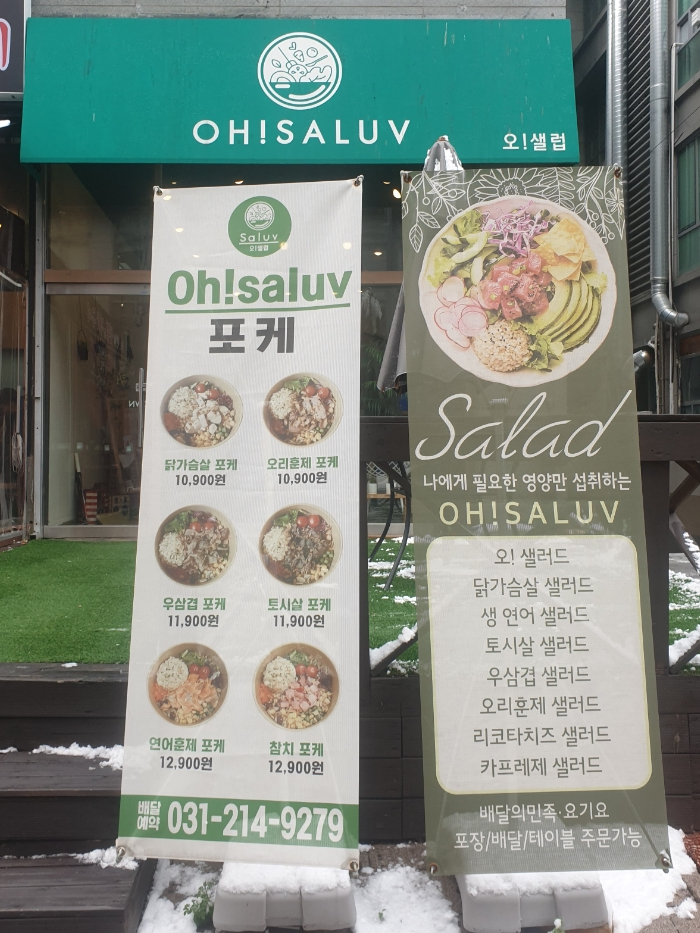 OH!SALUV
오!샐럽
Saluv
오!샐럽
Oh!saluv
포케
닭가슴살 포케
10,900원
오리훈제 포케
10,900원
우삼겹 포케
11,900원
토시살 포케
11,900원
연어훈제 포케
12,900원
참치 포케
12,900원
배달
예약
031-214-9279
Salad
나에게 필요한 영양만 섭취하는
OH!SALUV
오! 샐러드
닭가슴살 샐러드
생 연어 샐러드
토시살 샐러드
우삼겹 샐러드
오리훈제 샐러드
리코타치즈 샐러드
카프레제 샐러드
배달의민족·요기요
포장/배달/테이블 주문가능